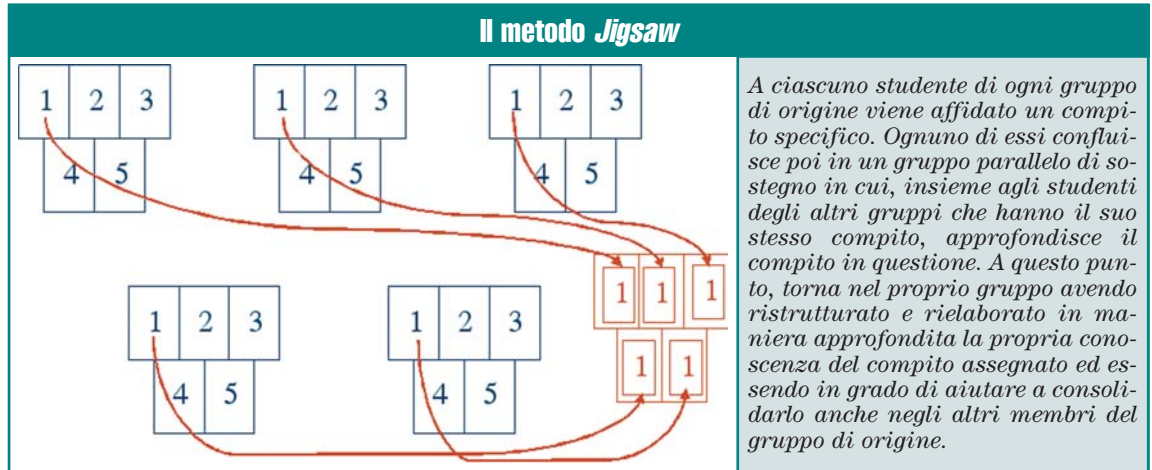 Il metodo Jigsaw
1 2 3
4 5
1 2 3
4 5
1 2 3
4 5
1 2 3
4 5
1 2 3
4 5
1 1 1
1 1
A ciascuno studente di ogni gruppo
di origine viene affidato un compi-
to specifico. Ognuno di essi conflui-
sce poi in un gruppo parallelo di so-
stegno in cui, insieme agli studenti
degli altri gruppi che hanno il suo
stesso compito, approfondisce il
compito in questione. A questo pun-
to, torna nel proprio gruppo avendo
ristrutturato e rielaborato in ma-
niera approfondita la propria cono-
scenza del compito assegnato ed es-
sendo in grado di aiutare a consoli-
darlo anche negli altri membri del
gruppo di origine.